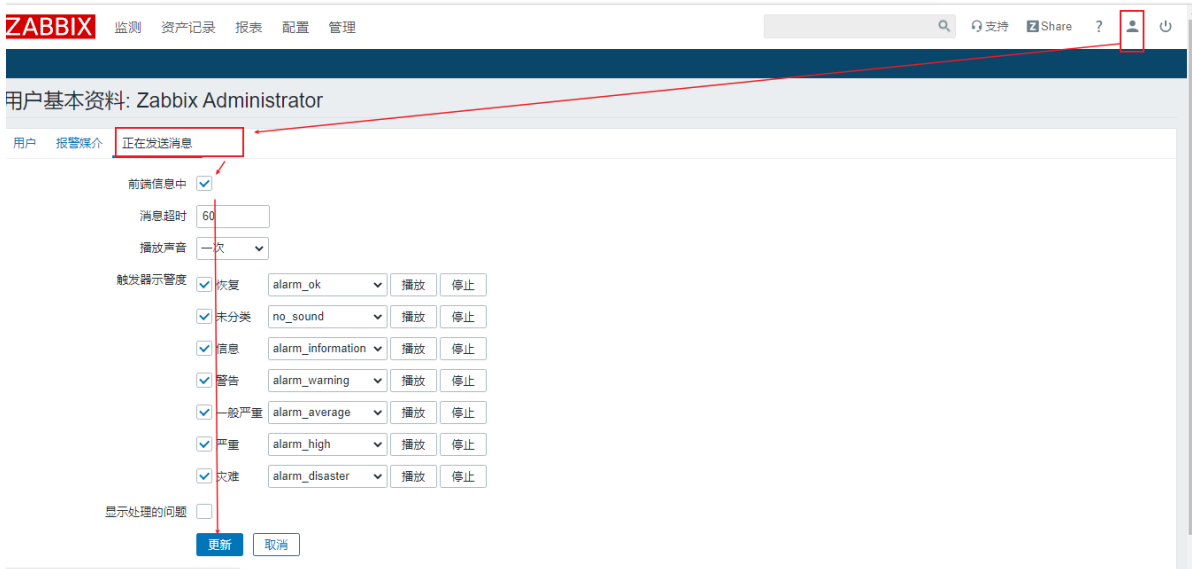 ZABBIX 监测 资产记录 报表 配置 管理 支持 Z Share ?
用户基本资料: Zabbix Administrator
用户 报警媒介 正在发送消息
前端信息中
消息超时 60
播放声音 一次
触发器示警度 恢复 alarm_ok 播放 停止
未分类 no_sound 播放 停止
信息 alarm_information 播放 停止
警告 alarm_warning 播放 停止
一般严重 alarm_average 播放 停止
严重 alarm_high 播放 停止
灾难 alarm_disaster 播放 停止
显示处理的问题
更新 取消